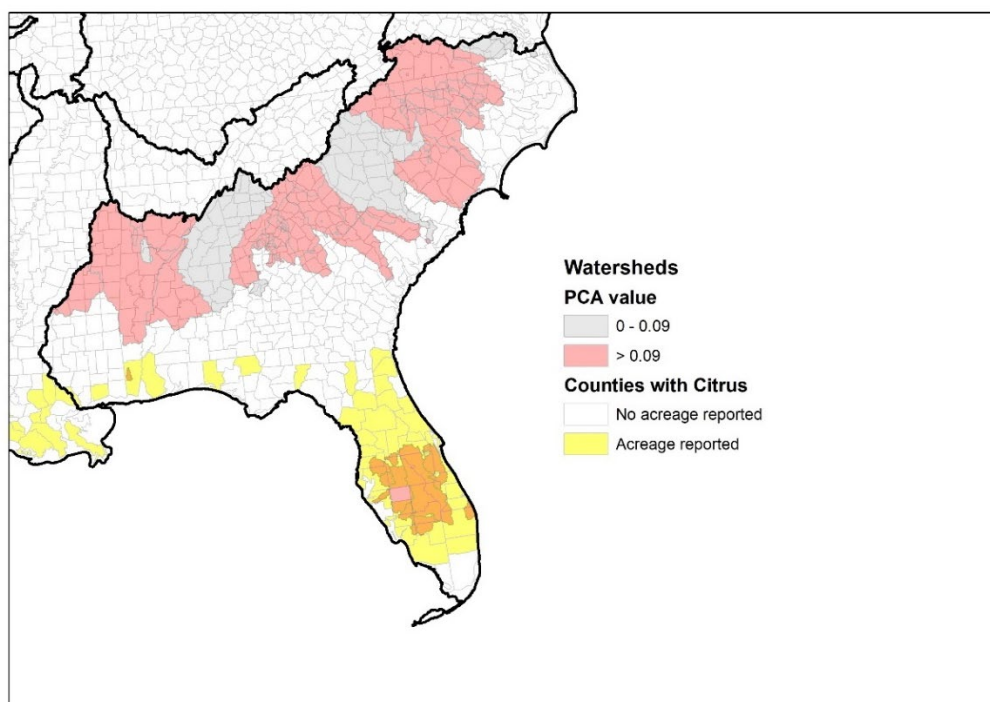 Watersheds
PCA value
0 - 0.09
> 0.09
Counties with Citrus
No acreage reported
Acreage reported